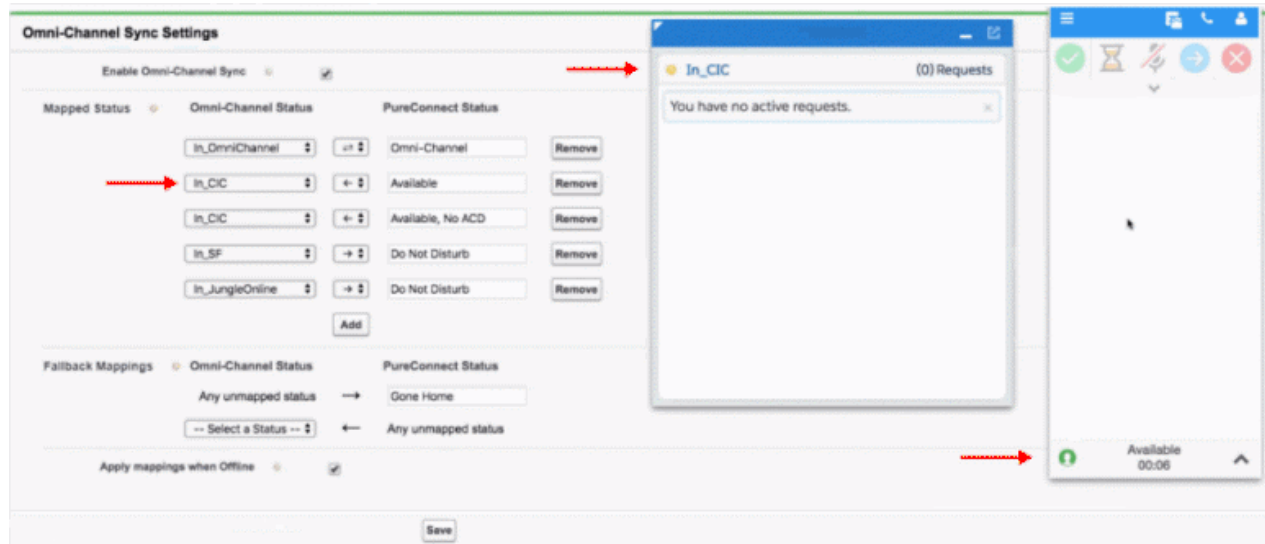 Omni-Channel Sync Settings
Enable Omni-Channel Sync
Mapped Status Omni-Channel Status PureConnect Status
In_OmniChannel Omni-Channel Remove
In_CIC Available Remove
In_CIC Available, No ACD Remove
In_SF Do Not Disturb Remove
In_JungleOnline Do Not Disturb Remove
Add
Fallback Mappings Omni-Channel Status PureConnect Status
Any unmapped status → Gone Home
-- Select a Status -- ← Any unmapped status
Apply mappings when Offline
Save
In_CIC (0) Requests
You have no active requests.
Available
00:06